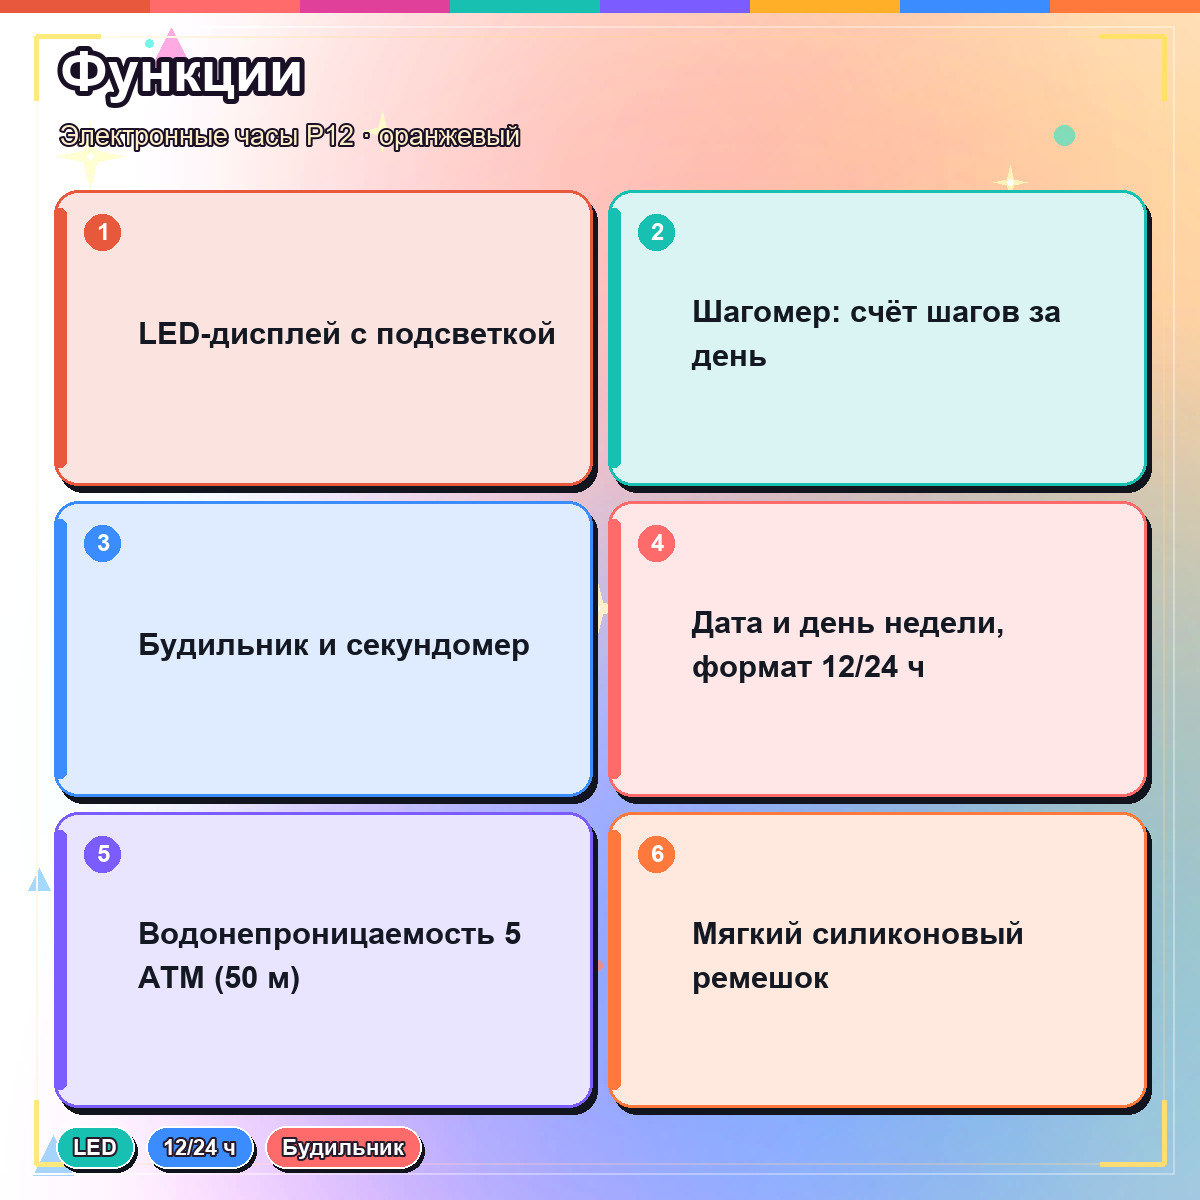 Функции
Электронные часы P12 · оранжевый
1
LED-дисплей с подсветкой
2
Шагомер: счёт шагов за
день
3
Будильник и секундомер
4
Дата и день недели,
формат 12/24 ч
5
Водонепроницаемость 5
ATM (50 м)
6
Мягкий силиконовый
ремешок
LED
12/24 ч
Будильник